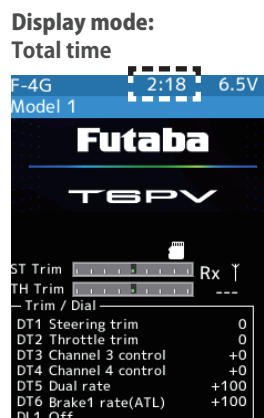 Display mode:
Total time
F-4G 2:18 6.5V
Model 1
Futaba
T6PV
ST Trim Rx
TH Trim ---
Trim / Dial
DT1 Steering trim 0
DT2 Throttle trim 0
DT3 Channel 3 control +0
DT4 Channel 4 control +0
DT5 Dual rate +100
DT6 Brake1 rate(ATL) +100
DL1 Off